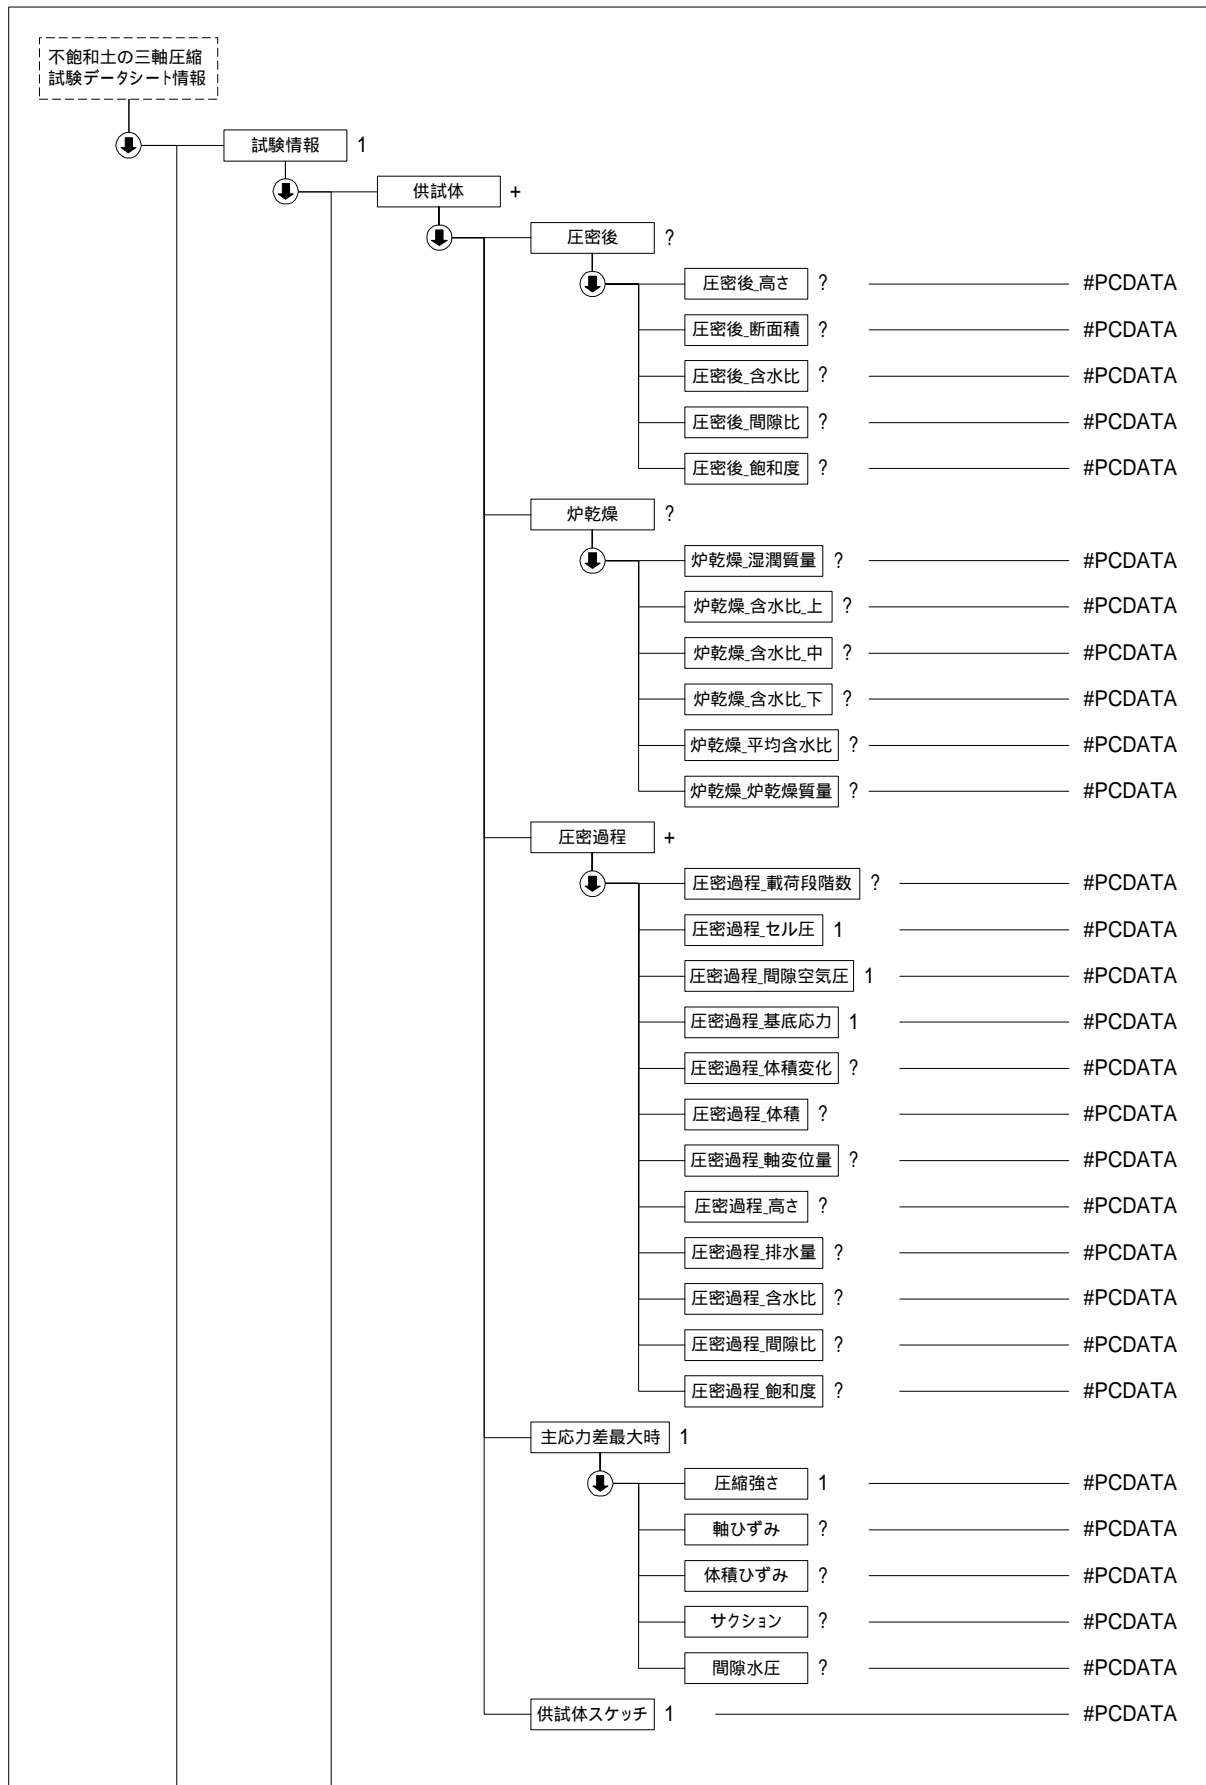 不飽和土の三軸圧縮
試験データシート情報
試験情報 1
供試体 +
圧密後 ?
圧密後_高さ ? #PCDATA
圧密後_断面積 ? #PCDATA
圧密後_含水比 ? #PCDATA
圧密後_間隙比 ? #PCDATA
圧密後_飽和度 ? #PCDATA
炉乾燥 ?
炉乾燥_湿潤質量 ? #PCDATA
炉乾燥_含水比_上 ? #PCDATA
炉乾燥_含水比_中 ? #PCDATA
炉乾燥_含水比_下 ? #PCDATA
炉乾燥_平均含水比 ? #PCDATA
炉乾燥_炉乾燥質量 ? #PCDATA
圧密過程 +
圧密過程_載荷段階数 ? #PCDATA
圧密過程_セル圧 1 #PCDATA
圧密過程_間隙空気圧 1 #PCDATA
圧密過程_基底応力 1 #PCDATA
圧密過程_体積変化 ? #PCDATA
圧密過程_体積 ? #PCDATA
圧密過程_軸変位量 ? #PCDATA
圧密過程_高さ ? #PCDATA
圧密過程_排水量 ? #PCDATA
圧密過程_含水比 ? #PCDATA
圧密過程_間隙比 ? #PCDATA
圧密過程_飽和度 ? #PCDATA
主応力差最大時 1
圧縮強さ 1 #PCDATA
軸ひずみ ? #PCDATA
体積ひずみ ? #PCDATA
サクション ? #PCDATA
間隙水圧 ? #PCDATA
供試体スケッチ 1 #PCDATA